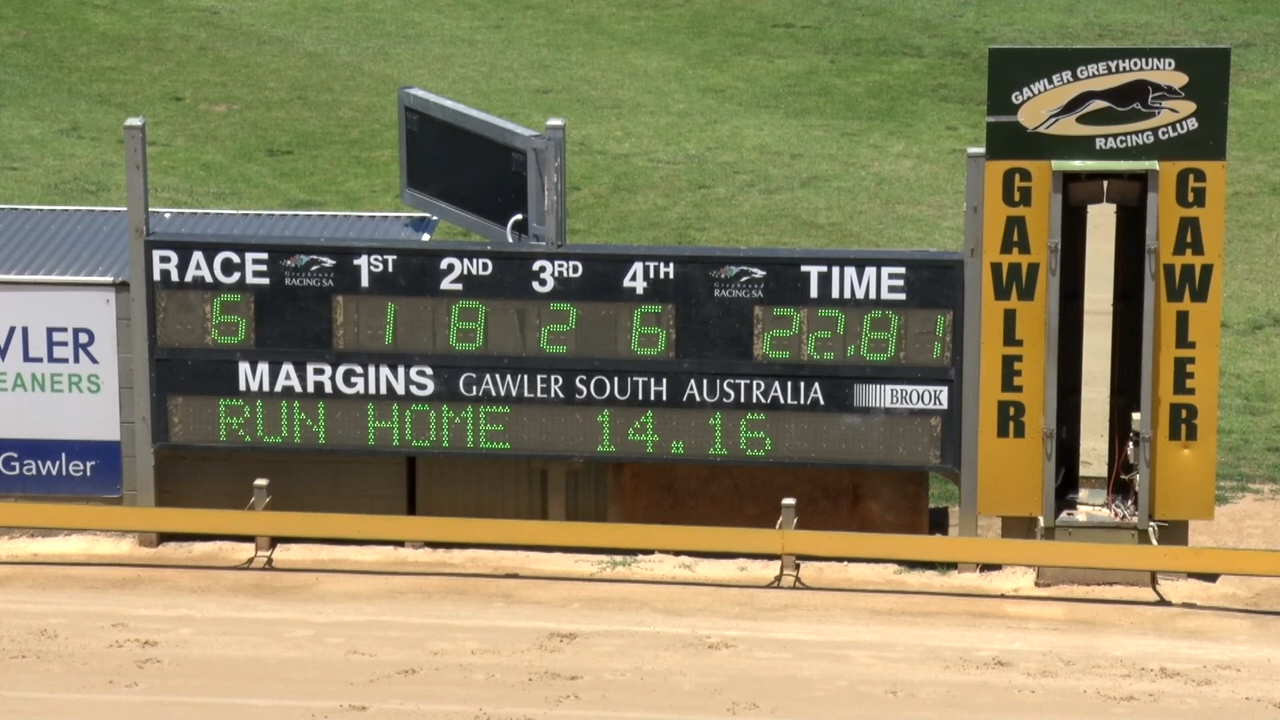 GAWLER GREYHOUND
RACING CLUB
GAWLER
GAWLER
RACE
Greyhound
RACING SA
1ST 2ND 3RD 4TH
Greyhound
RACING SA
TIME
5 1 8 2 6 22.81
MARGINS GAWLER SOUTH AUSTRALIA BROOK
RUN HOME 14.16
WLER
EANERS
Gawler